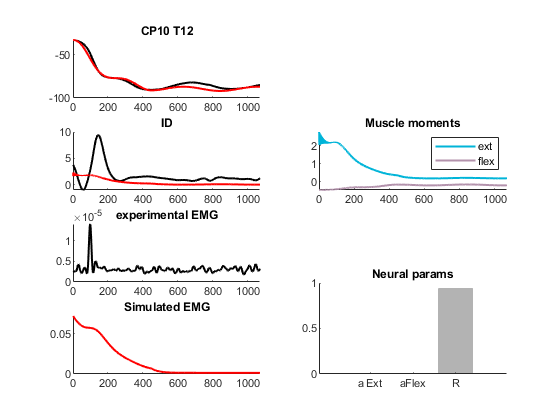 CP10 T12
-50
-100
0 200 400 600 800 1000
ID
10
5
0
0 200 400 600 800 1000
Muscle moments
2
1
0
ext
flex
0 200 400 600 800 1000
×10^-5 experimental EMG
1
0.5
0
0 200 400 600 800 1000
Simulated EMG
0.05
0
0 200 400 600 800 1000
Neural params
1
0.5
0
a Ext aFlex R